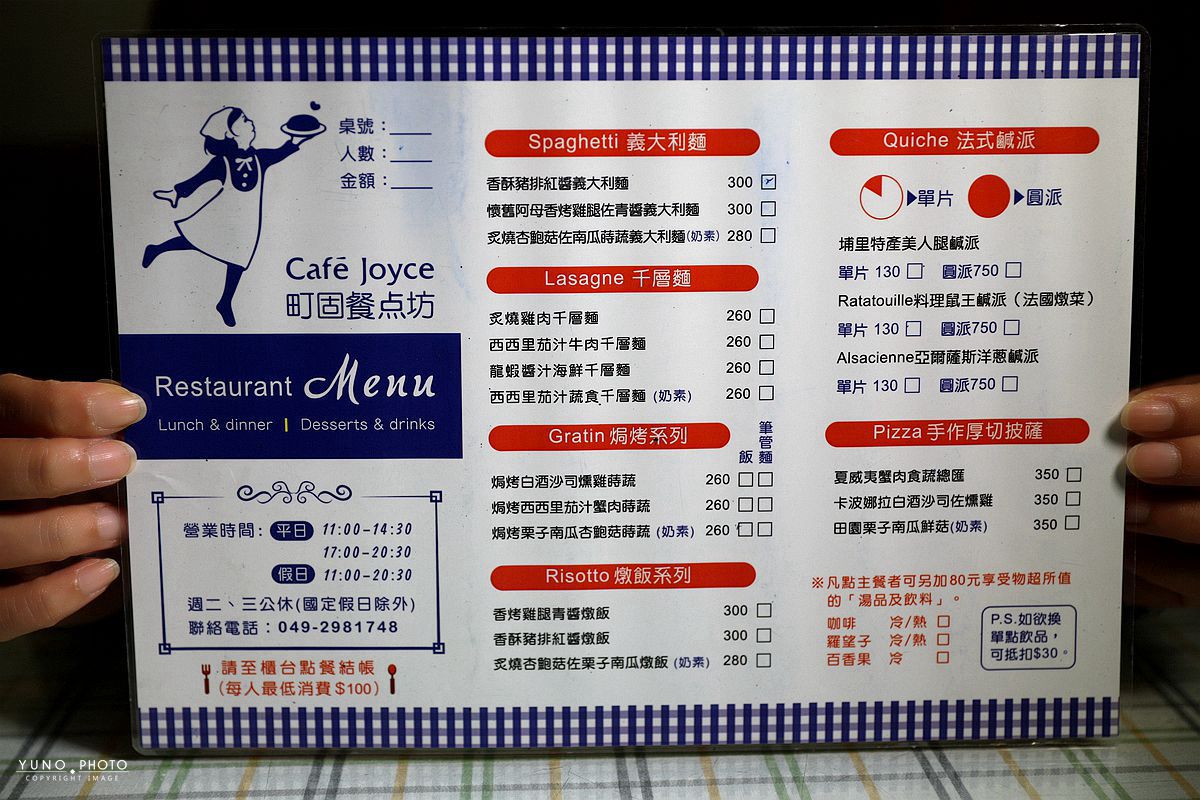 桌號：
人數：
金額：
Café Joyce
町固餐点坊
Restaurant Menu
Lunch & dinner | Desserts & drinks
營業時間：平日 11:00-14:30
17:00-20:30
假日 11:00-20:30
週二、三公休(國定假日除外)
聯絡電話：049-2981748
請至櫃台點餐結帳
(每人最低消費$100)
Spaghetti 義大利麵
香酥豬排紅醬義大利麵 300
懷舊阿母香烤雞腿佐青醬義大利麵 300
炙燒杏鮑菇佐南瓜蒔蔬義大利麵(奶素) 280
Lasagne 千層麵
炙燒雞肉千層麵 260
西西里茄汁牛肉千層麵 260
龍蝦醬汁海鮮千層麵 260
西西里茄汁蔬食千層麵 (奶素) 260
Gratin 焗烤系列
飯 筆管麵
焗烤白酒沙司燻雞蒔蔬 260
焗烤西西里茄汁蟹肉蒔蔬 260
焗烤栗子南瓜杏鮑菇蒔蔬 (奶素) 260
Risotto 燉飯系列
香烤雞腿青醬燉飯 300
香酥豬排紅醬燉飯 300
炙燒杏鮑菇佐栗子南瓜燉飯 (奶素) 280
Quiche 法式鹹派
單片 圓派
埔里特產美人腿鹹派
單片 130 圓派750
Ratatouille料理鼠王鹹派（法國燉菜）
單片 130 圓派750
Alsacienne亞爾薩斯洋蔥鹹派
單片 130 圓派750
Pizza 手作厚切披薩
夏威夷蟹肉食蔬總匯 350
卡波娜拉白酒沙司佐燻雞 350
田園栗子南瓜鮮菇(奶素) 350
※凡點主餐者可另加80元享受物超所值
的「湯品及飲料」。
咖啡 冷/熱
羅望子 冷/熱
百香果 冷
P.S.如欲換
單點飲品，
可抵扣$30。
YUNO PHOTO
COPYRIGHT IMAGE